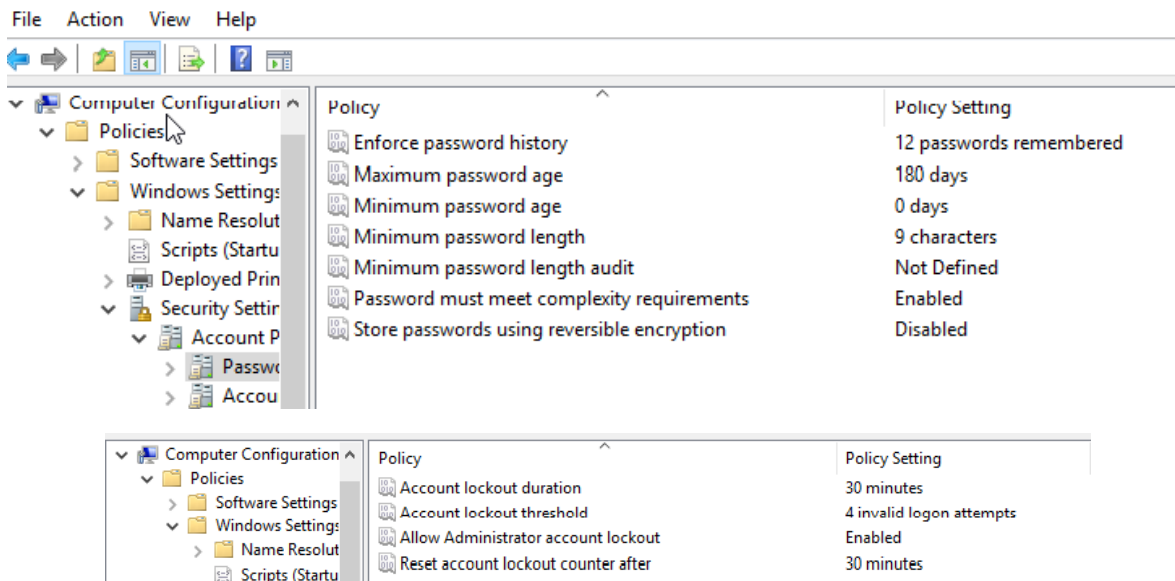 File Action View Help
Computer Configuration
Policies
Software Settings
Windows Settings
Name Resolut
Scripts (Startu
Deployed Prin
Security Settin
Account P
Passwo
Accou
Policy Policy Setting
Enforce password history 12 passwords remembered
Maximum password age 180 days
Minimum password age 0 days
Minimum password length 9 characters
Minimum password length audit Not Defined
Password must meet complexity requirements Enabled
Store passwords using reversible encryption Disabled
Computer Configuration
Policies
Software Settings
Windows Settings
Name Resolut
Scripts (Startu
Policy Policy Setting
Account lockout duration 30 minutes
Account lockout threshold 4 invalid logon attempts
Allow Administrator account lockout Enabled
Reset account lockout counter after 30 minutes